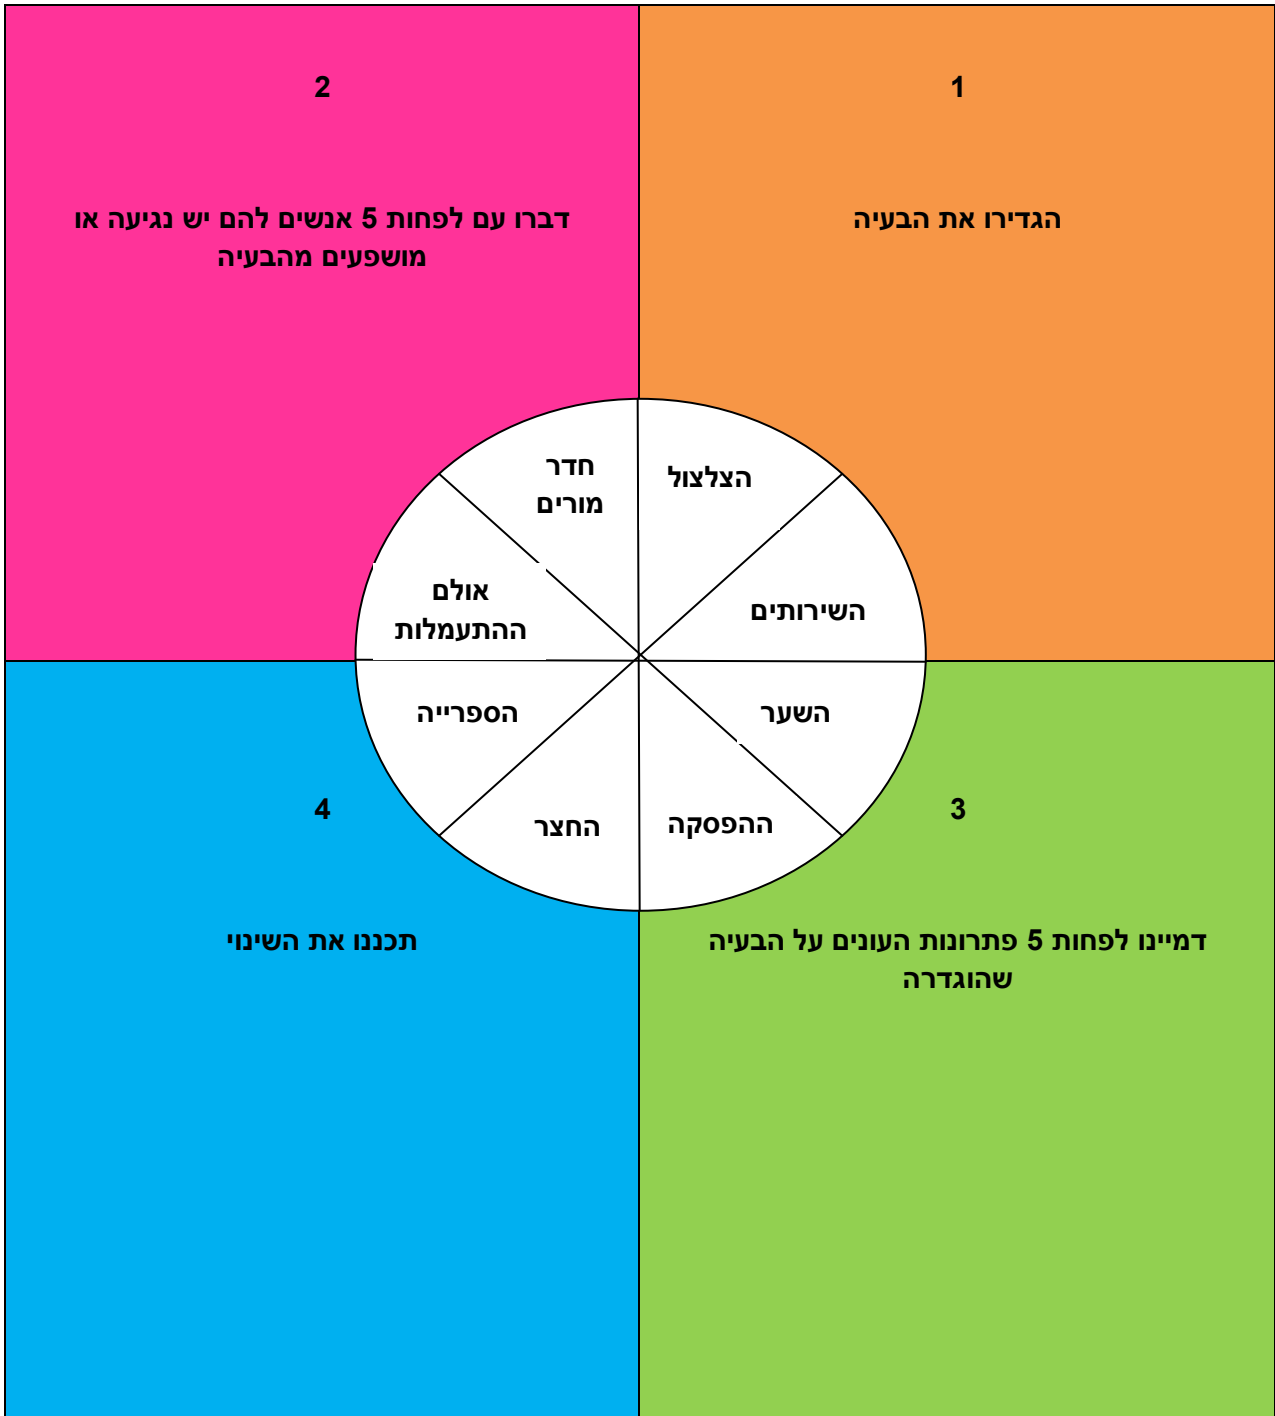 1
הגדירו את הבעיה
2
דברו עם לפחות 5 אנשים להם יש נגיעה או
מושפעים מהבעיה
הצלצול
חדר
מורים
השירותים
אולם
ההתעמלות
השער
הספרייה
ההפסקה
החצר
3
דמיינו לפחות 5 פתרונות העונים על הבעיה
שהוגדרה
4
תכננו את השינוי